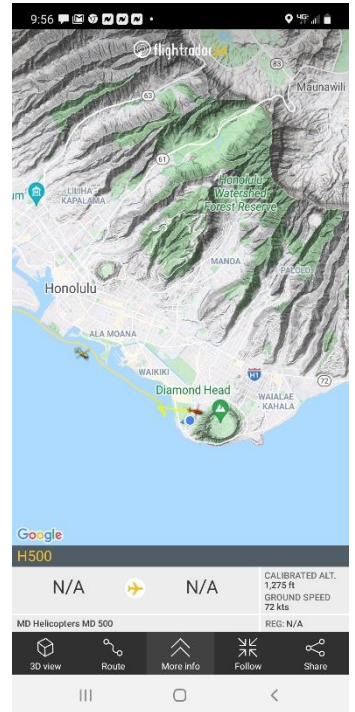 9:56
4G
flightradar24
63
83
Maunawili
61
LILIHA -
KAPALAMA
Honolulu
Watershed
Forest Reserve
MANOA
PALOLO
Honolulu
ALA MOANA
WAIKIKI
H1
72
Diamond Head
WAIALAE
KAHALA
Google
H500
N/A
N/A
CALIBRATED ALT.
1,275 ft
GROUND SPEED
72 kts
MD Helicopters MD 500
REG: N/A
3D view
Route
More info
Follow
Share